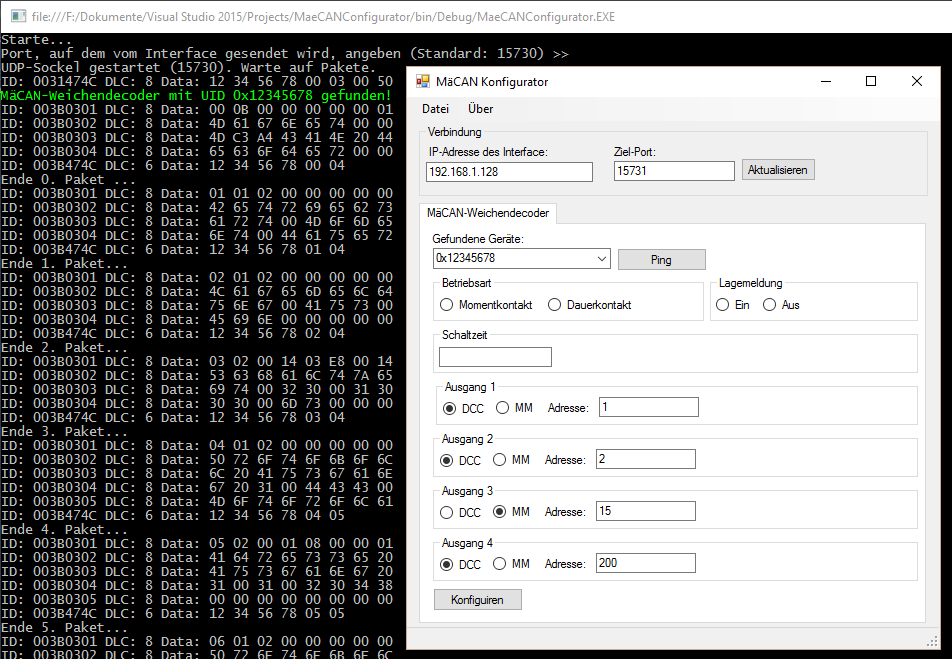 file:///F:/Dokumente/Visual Studio 2015/Projects/MaeCANConfigurator/bin/Debug/MaeCANConfigurator.EXE
Starte...
Port, auf dem vom Interface gesendet wird, angeben (Standard: 15730) >>
UDP-Sockel gestartet (15730). Warte auf Pakete.
ID: 0031474C DLC: 8 Data: 12 34 56 78 00 03 00 50
MäCAN-Weichendecoder mit UID 0x12345678 gefunden!
ID: 003B0301 DLC: 8 Data: 00 0B 04 00 00 00 00 01
ID: 003B0302 DLC: 8 Data: 4D 61 67 6E 65 74 00 00
ID: 003B0303 DLC: 8 Data: 4D C3 A4 43 41 4E 20 44
ID: 003B0304 DLC: 8 Data: 65 63 6F 64 65 72 00 00
ID: 003B474C DLC: 6 Data: 12 34 56 78 00 04
Ende 0. Paket ...
ID: 003B0301 DLC: 8 Data: 01 01 02 00 00 00 00 00
ID: 003B0302 DLC: 8 Data: 42 65 74 72 69 65 62 73
ID: 003B0303 DLC: 8 Data: 61 72 74 00 4D 6F 6D 65
ID: 003B0304 DLC: 8 Data: 6E 74 00 44 61 75 65 72
ID: 003B474C DLC: 6 Data: 12 34 56 78 01 04
Ende 1. Paket...
ID: 003B0301 DLC: 8 Data: 02 01 02 00 00 00 00 00
ID: 003B0302 DLC: 8 Data: 4C 61 67 65 6D 65 6C 64
ID: 003B0303 DLC: 8 Data: 75 6E 67 00 41 75 73 00
ID: 003B0304 DLC: 8 Data: 45 69 6E 00 00 00 00 00
ID: 003B474C DLC: 6 Data: 12 34 56 78 02 04
Ende 2. Paket...
ID: 003B0301 DLC: 8 Data: 03 02 00 14 03 E8 00 14
ID: 003B0302 DLC: 8 Data: 53 63 68 61 6C 74 7A 65
ID: 003B0303 DLC: 8 Data: 69 74 00 32 30 00 31 30
ID: 003B0304 DLC: 8 Data: 30 30 00 6D 73 00 00 00
ID: 003B474C DLC: 6 Data: 12 34 56 78 03 04
Ende 3. Paket...
ID: 003B0301 DLC: 8 Data: 04 01 02 00 00 00 00 00
ID: 003B0302 DLC: 8 Data: 50 72 6F 74 6F 6B 6F 6C
ID: 003B0303 DLC: 8 Data: 6C 20 41 75 73 67 61 6E
ID: 003B0304 DLC: 8 Data: 67 20 31 00 44 43 43 00
ID: 003B0305 DLC: 8 Data: 4D 6F 74 6F 72 6F 6C 61
ID: 003B474C DLC: 6 Data: 12 34 56 78 04 05
Ende 4. Paket...
ID: 003B0301 DLC: 8 Data: 05 02 00 01 08 00 00 01
ID: 003B0302 DLC: 8 Data: 41 64 72 65 73 73 65 20
ID: 003B0303 DLC: 8 Data: 41 75 73 67 61 6E 67 20
ID: 003B0304 DLC: 8 Data: 31 00 31 00 32 30 34 38
ID: 003B0305 DLC: 8 Data: 00 00 00 00 00 00 00 00
ID: 003B474C DLC: 6 Data: 12 34 56 78 05 05
Ende 5. Paket...
ID: 003B0301 DLC: 8 Data: 06 01 02 00 00 00 00 00
ID: 003B0302 DLC: 8 Data: 50 72 6F 74 6F 6B 6F 6C
MäCAN Konfigurator
Datei Über
Verbindung
IP-Adresse des Interface: Ziel-Port:
192.168.1.128 15731 Aktualisieren
MäCAN-Weichendecoder
Gefundene Geräte:
0x12345678 Ping
Betriebsart Lagemeldung
Momentkontakt Dauerkontakt Ein Aus
Schaltzeit
Ausgang 1
DCC MM Adresse: 1
Ausgang 2
DCC MM Adresse: 2
Ausgang 3
DCC MM Adresse: 15
Ausgang 4
DCC MM Adresse: 200
Konfiguiren